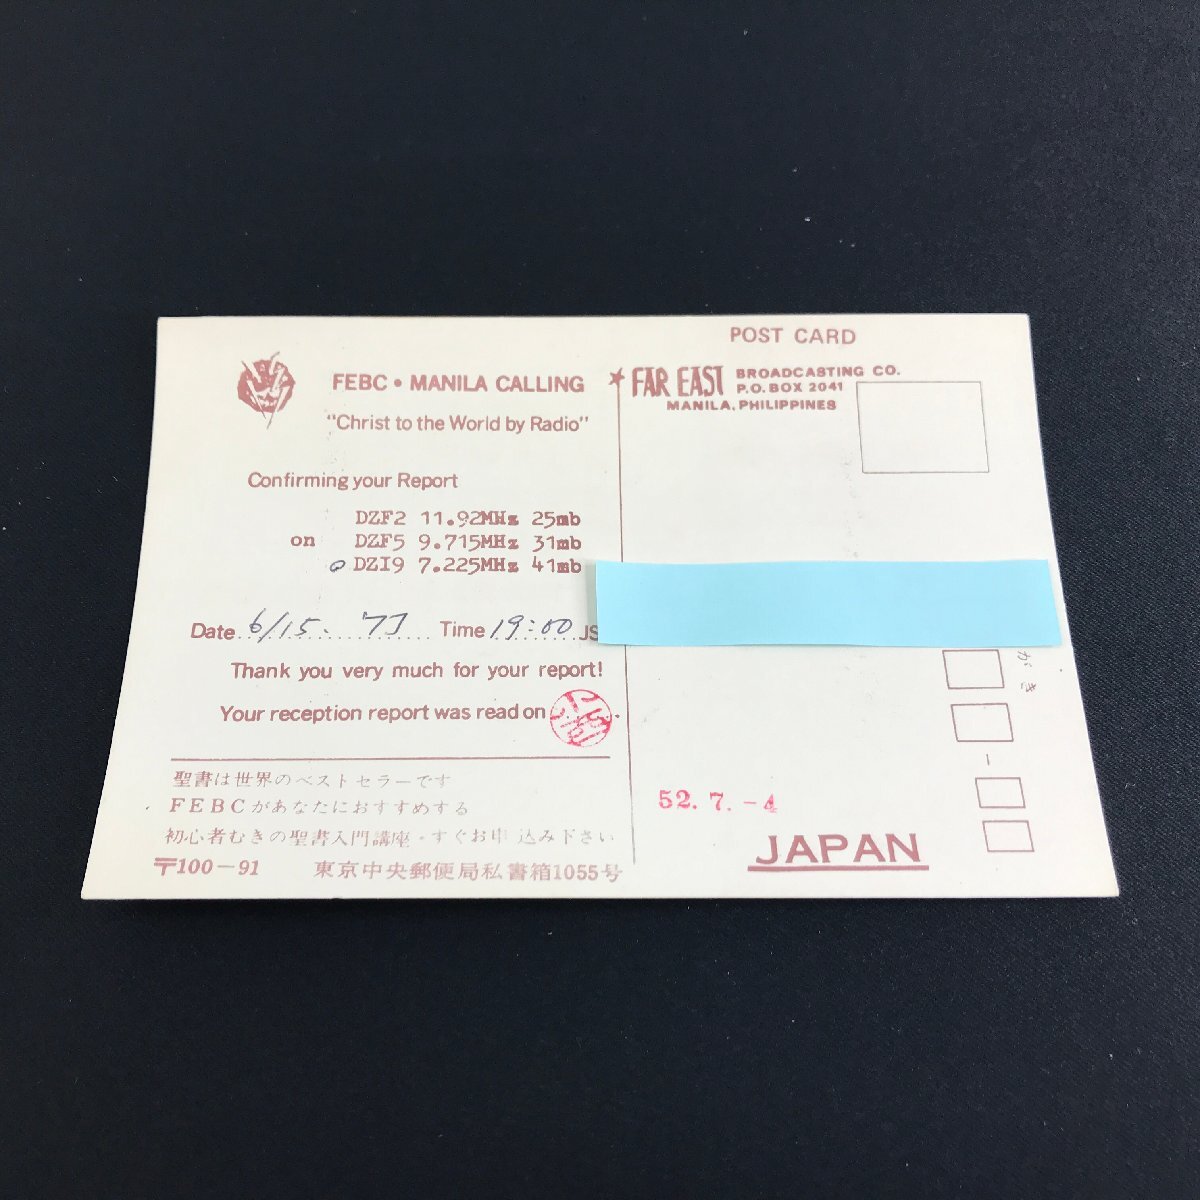 FEBC • MANILA CALLING
"Christ to the World by Radio"
Confirming your Report
DZF2 11.92MHz 25mb
on DZF5 9.715MHz 31mb
DZI9 7.225MHz 41mb
Date 6/15. 77 Time 19:00 JS
Thank you very much for your report!
Your reception report was read on .
聖書は世界のベストセラーです
FEBCがあなたにおすすめする
初心者むきの聖書入門講座・すぐお申込み下さい
〒100-91 東京中央郵便局私書箱1055号
POST CARD
FAR EAST BROADCASTING CO.
P.O. BOX 2041
MANILA, PHILIPPINES
がき
52. 7. -4
JAPAN